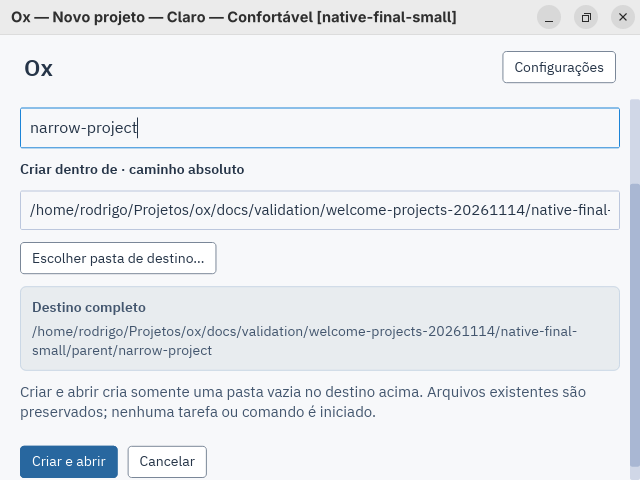 Ox — Novo projeto — Claro — Confortável [native-final-small]
Ox
Configurações
narrow-project
Criar dentro de · caminho absoluto
/home/rodrigo/Projetos/ox/docs/validation/welcome-projects-20261114/native-final-
Escolher pasta de destino...
Destino completo
/home/rodrigo/Projetos/ox/docs/validation/welcome-projects-20261114/native-final-
small/parent/narrow-project
Criar e abrir cria somente uma pasta vazia no destino acima. Arquivos existentes são
preservados; nenhuma tarefa ou comando é iniciado.
Criar e abrir
Cancelar